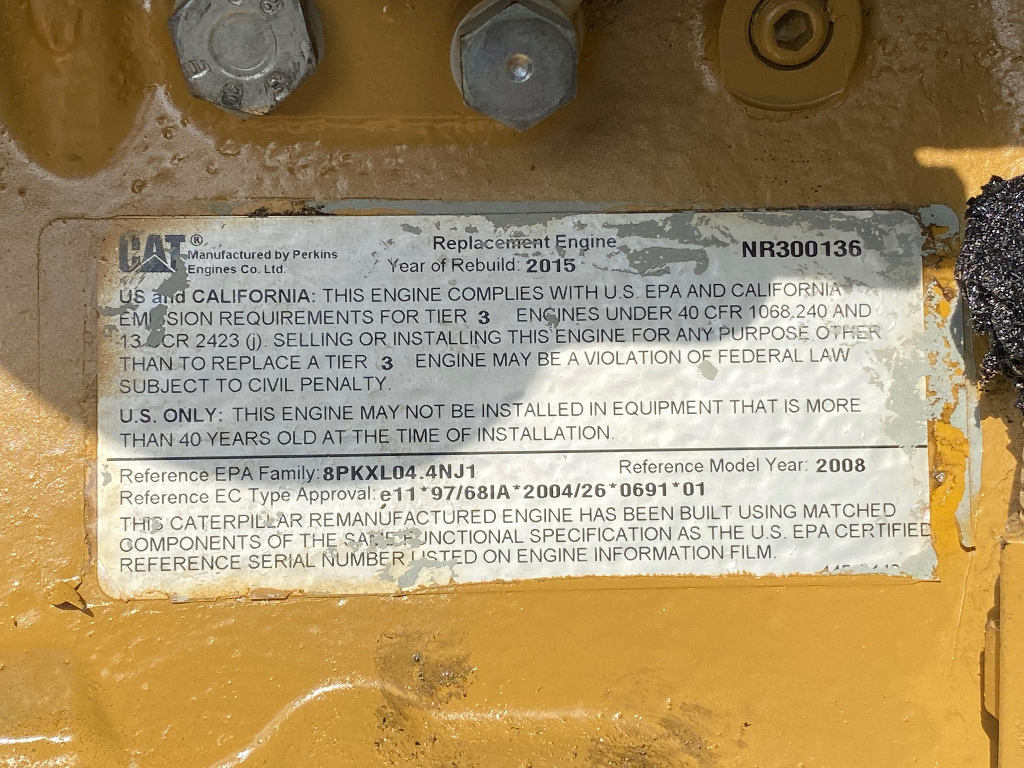 CAT® Manufactured by Perkins Engines Co. Ltd.
Replacement Engine
Year of Rebuild: 2015
NR300136
US and CALIFORNIA: THIS ENGINE COMPLIES WITH U.S. EPA AND CALIFORNIA
EMISSION REQUIREMENTS FOR TIER 3 ENGINES UNDER 40 CFR 1068.240 AND
13 CCR 2423 (j). SELLING OR INSTALLING THIS ENGINE FOR ANY PURPOSE OTHER
THAN TO REPLACE A TIER 3 ENGINE MAY BE A VIOLATION OF FEDERAL LAW
SUBJECT TO CIVIL PENALTY.
U.S. ONLY: THIS ENGINE MAY NOT BE INSTALLED IN EQUIPMENT THAT IS MORE
THAN 40 YEARS OLD AT THE TIME OF INSTALLATION.
Reference EPA Family: 8PKXL04.4NJ1 Reference Model Year: 2008
Reference EC Type Approval: e11*97/68IA*2004/26*0691*01
THIS CATERPILLAR REMANUFACTURED ENGINE HAS BEEN BUILT USING MATCHED
COMPONENTS OF THE SAME FUNCTIONAL SPECIFICATION AS THE U.S. EPA CERTIFIED
REFERENCE SERIAL NUMBER LISTED ON ENGINE INFORMATION FILM.